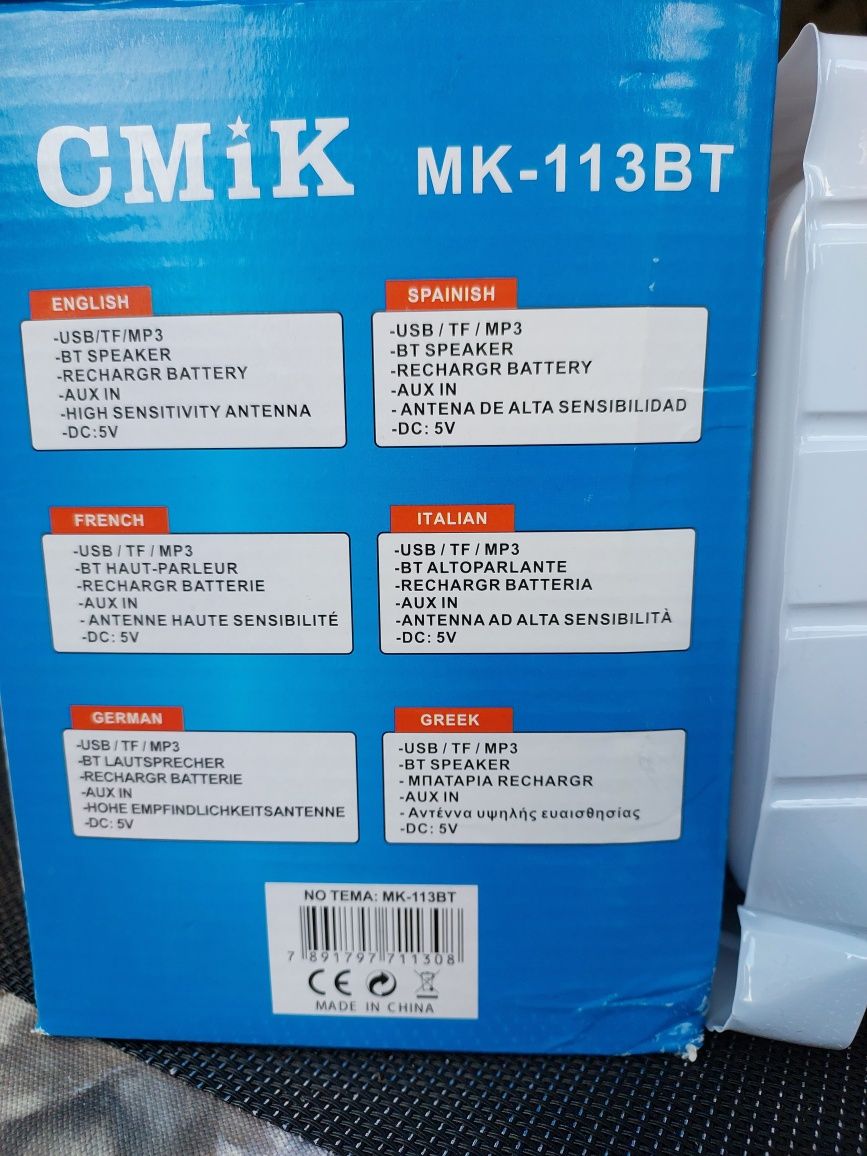 CMiK MK-113BT
ENGLISH
-USB/TF/MP3
-BT SPEAKER
-RECHARGR BATTERY
-AUX IN
-HIGH SENSITIVITY ANTENNA
-DC:5V
SPAINISH
-USB / TF / MP3
-BT SPEAKER
-RECHARGR BATTERY
-AUX IN
- ANTENA DE ALTA SENSIBILIDAD
-DC: 5V
FRENCH
-USB / TF / MP3
-BT HAUT-PARLEUR
-RECHARGR BATTERIE
-AUX IN
- ANTENNE HAUTE SENSIBILITÉ
-DC: 5V
ITALIAN
-USB / TF / MP3
-BT ALTOPARLANTE
-RECHARGR BATTERIA
-AUX IN
-ANTENNA AD ALTA SENSIBILITÀ
-DC: 5V
GERMAN
-USB / TF / MP3
-BT LAUTSPRECHER
-RECHARGR BATTERIE
-AUX IN
-HOHE EMPFINDLICHKEITSANTENNE
-DC: 5V
GREEK
-USB / TF / MP3
-BT SPEAKER
- ΜΠΑΤΑΡΙΑ RECHARGR
-AUX IN
- Αντέννα υψηλής ευαισθησίας
-DC: 5V
NO TEMA: MK-113BT
7 891797 711308
CE
MADE IN CHINA